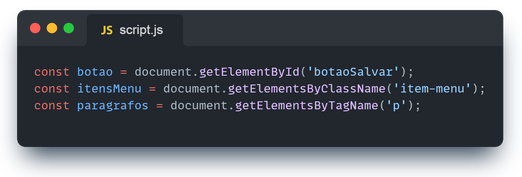 JS script.js
const botao = document.getElementById('botaoSalvar');
const itensMenu = document.getElementsByClassName('item-menu');
const paragrafos = document.getElementsByTagName('p');